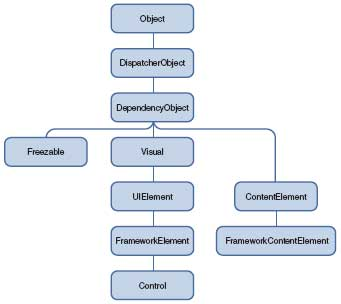 Object
DispatcherObject
DependencyObject
Freezable
Visual
UIElement
ContentElement
FrameworkElement
FrameworkContentElement
Control